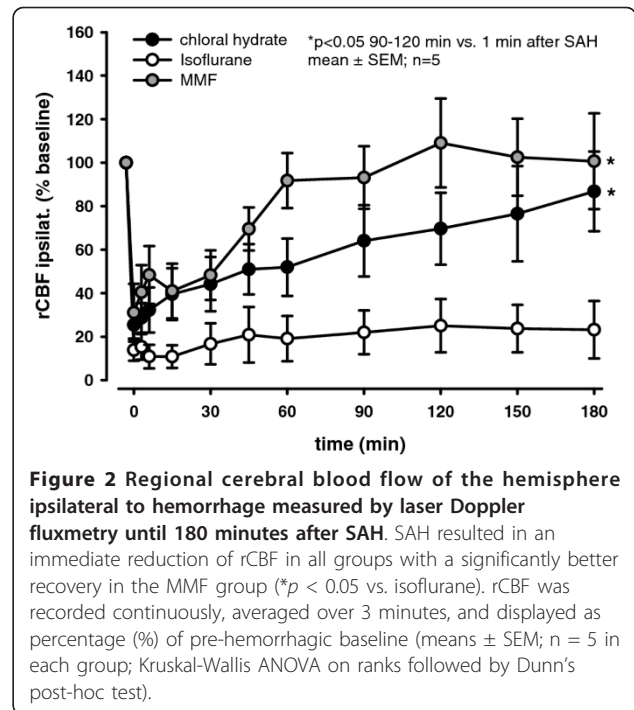 160
140
120
100
80
60
40
20
0
rCBF ipsilat. (% baseline)
chloral hydrate
Isoflurane
MMF
*p<0.05 90-120 min vs. 1 min after SAH
mean ± SEM; n=5
*
*
0 30 60 90 120 150 180
time (min)
Figure 2 Regional cerebral blood flow of the hemisphere
ipsilateral to hemorrhage measured by laser Doppler
fluxmetry until 180 minutes after SAH. SAH resulted in an
immediate reduction of rCBF in all groups with a significantly better
recovery in the MMF group (*p < 0.05 vs. isoflurane). rCBF was
recorded continuously, averaged over 3 minutes, and displayed as
percentage (%) of pre-hemorrhagic baseline (means ± SEM; n = 5 in
each group; Kruskal-Wallis ANOVA on ranks followed by Dunn's
post-hoc test).